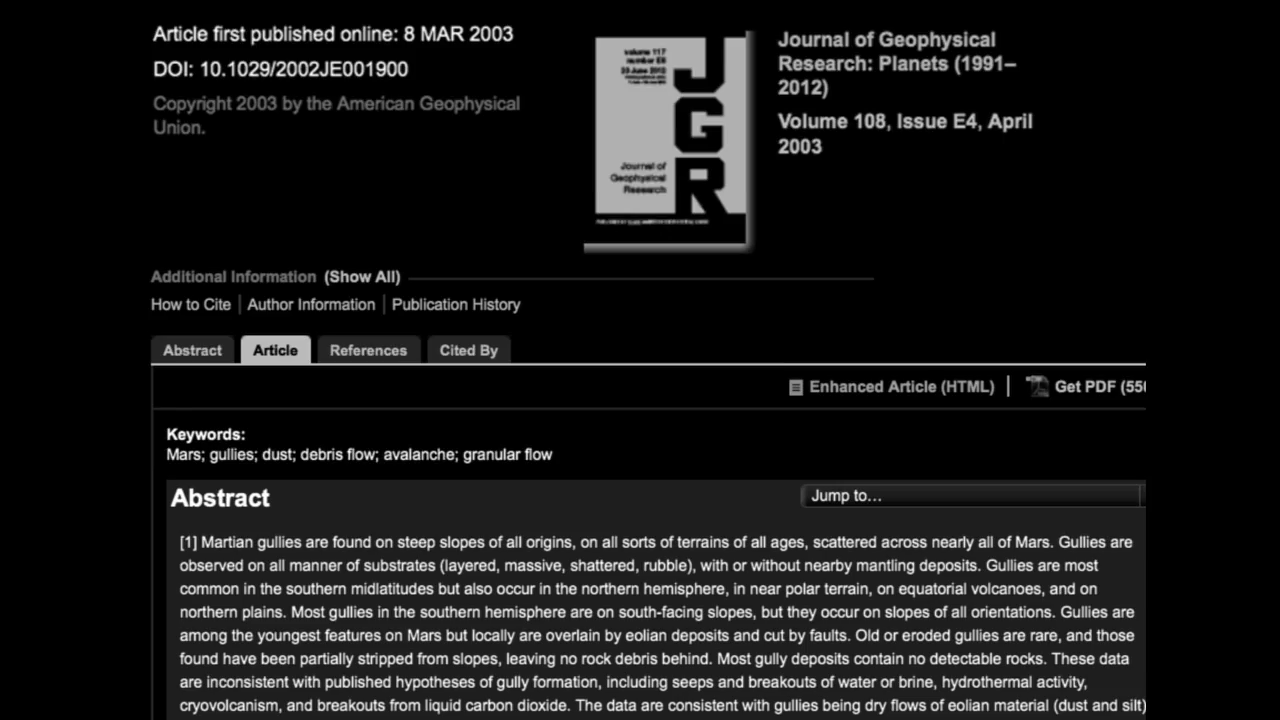 Article first published online: 8 MAR 2003
DOI: 10.1029/2002JE001900
Copyright 2003 by the American Geophysical
Union.
volume 117
number E6
J
G
R
Journal of
Geophysical
Research
Journal of Geophysical
Research: Planets (1991–
2012)
Volume 108, Issue E4, April
2003
Additional Information (Show All)
How to Cite | Author Information | Publication History
Abstract Article References Cited By
Enhanced Article (HTML) | Get PDF (550
Keywords:
Mars; gullies; dust; debris flow; avalanche; granular flow
Abstract
Jump to…
[1] Martian gullies are found on steep slopes of all origins, on all sorts of terrains of all ages, scattered across nearly all of Mars. Gullies are
observed on all manner of substrates (layered, massive, shattered, rubble), with or without nearby mantling deposits. Gullies are most
common in the southern midlatitudes but also occur in the northern hemisphere, in near polar terrain, on equatorial volcanoes, and on
northern plains. Most gullies in the southern hemisphere are on south-facing slopes, but they occur on slopes of all orientations. Gullies are
among the youngest features on Mars but locally are overlain by eolian deposits and cut by faults. Old or eroded gullies are rare, and those
found have been partially stripped from slopes, leaving no rock debris behind. Most gully deposits contain no detectable rocks. These data
are inconsistent with published hypotheses of gully formation, including seeps and breakouts of water or brine, hydrothermal activity,
cryovolcanism, and breakouts from liquid carbon dioxide. The data are consistent with gullies being dry flows of eolian material (dust and silt)